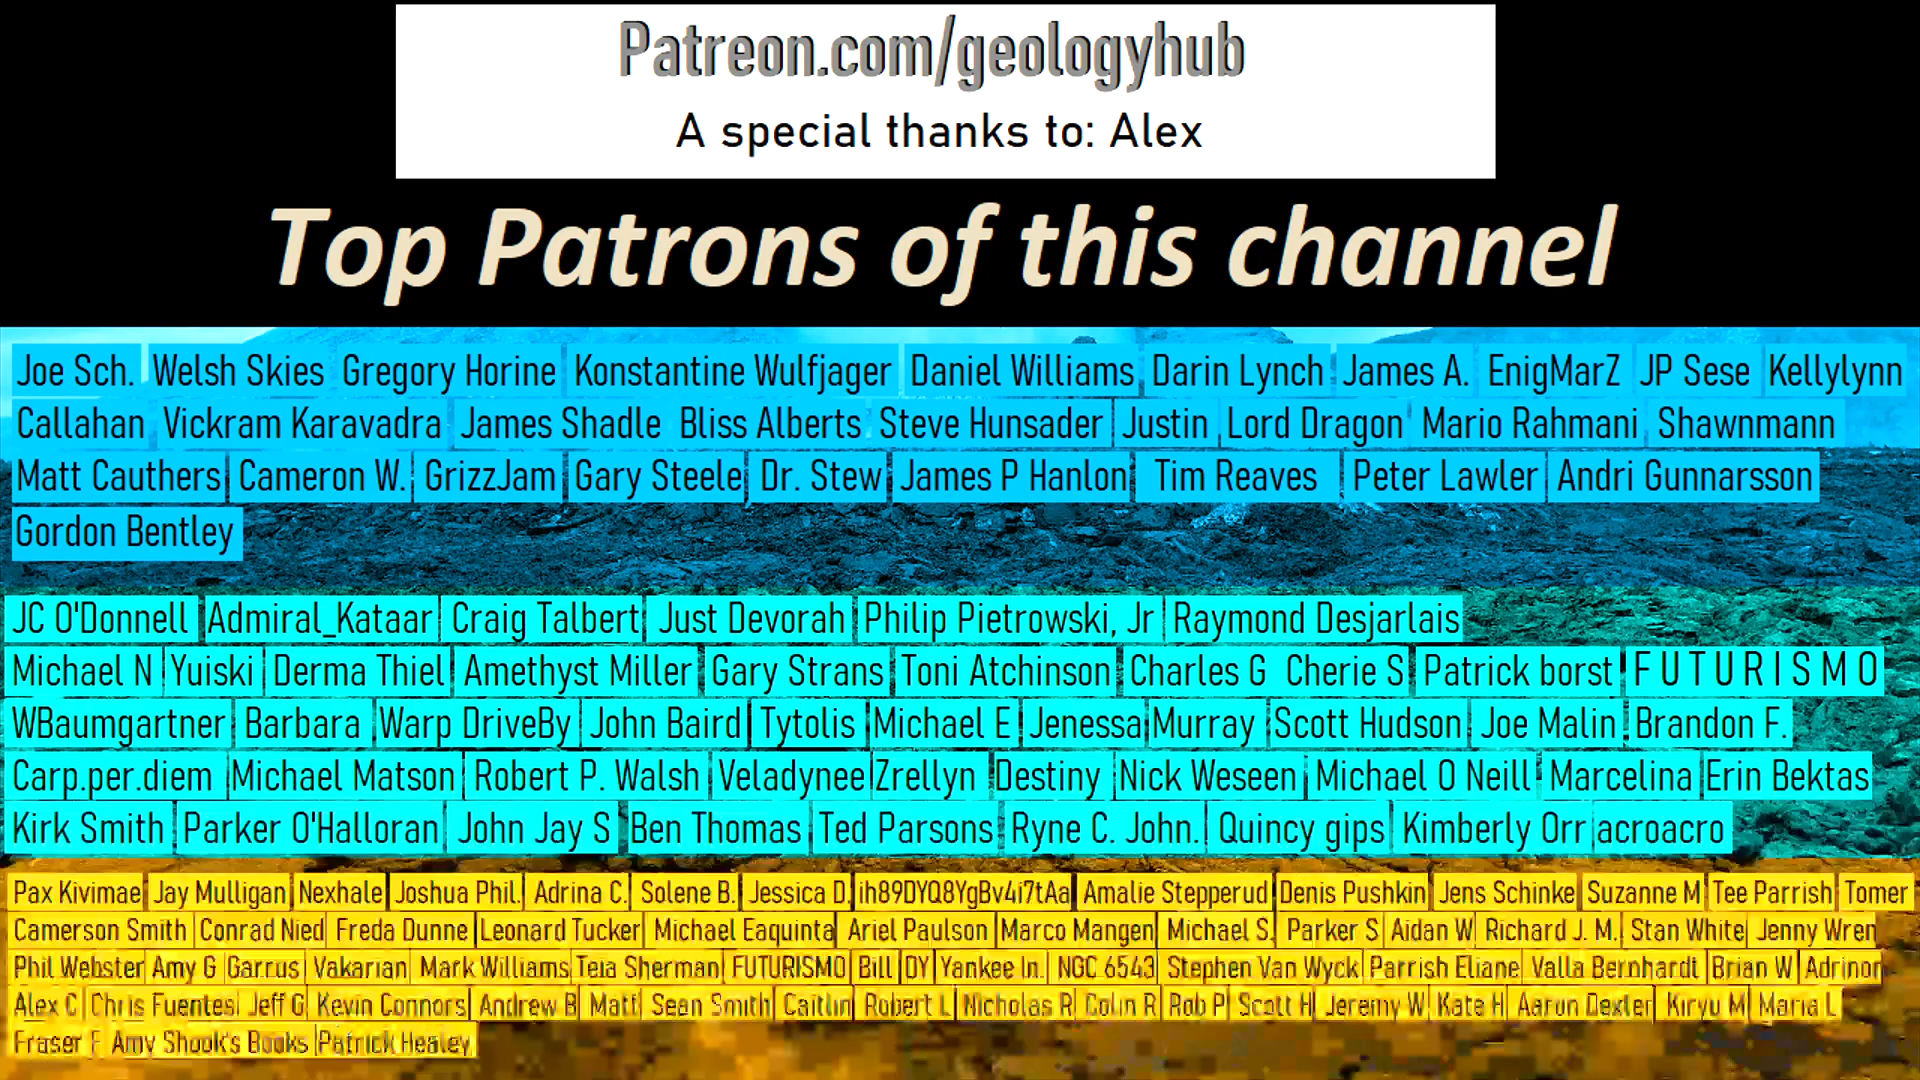 Patreon.com/geologyhub
A special thanks to: Alex
Top Patrons of this channel
Joe Sch. Welsh Skies Gregory Horine Konstantine Wulfjager Daniel Williams Darin Lynch James A. EnigMarZ JP Sese Kellylynn
Callahan Vickram Karavadra James Shadle Bliss Alberts Steve Hunsader Justin Lord Dragon Mario Rahmani Shawnmann
Matt Cauthers Cameron W. GrizzJam Gary Steele Dr. Stew James P Hanlon Tim Reaves Peter Lawler Andri Gunnarsson
Gordon Bentley
JC O'Donnell Admiral_Kataar Craig Talbert Just Devorah Philip Pietrowski, Jr Raymond Desjarlais
Michael N Yuiski Derma Thiel Amethyst Miller Gary Strans Toni Atchinson Charles G Cherie S Patrick borst F U T U R I S M O
WBaumgartner Barbara Warp DriveBy John Baird Tytolis Michael E Jenessa Murray Scott Hudson Joe Malin Brandon F.
Carp.per.diem Michael Matson Robert P. Walsh Veladynee Zrellyn Destiny Nick Weseen Michael O Neill Marcelina Erin Bektas
Kirk Smith Parker O'Halloran John Jay S Ben Thomas Ted Parsons Ryne C. John. Quincy gips Kimberly Orr acroacro
Pax Kivimae Jay Mulligan Nexhale Joshua Phil. Adrina C. Solene B. Jessica D. ih89DYQ8YgBv4i7tAa Amalie Stepperud Denis Pushkin Jens Schinke Suzanne M Tee Parrish Tomer
Camerson Smith Conrad Nied Freda Dunne Leonard Tucker Michael Eaquinta Ariel Paulson Marco Mangen Michael S. Parker S Aidan W Richard J. M. Stan White Jenny Wren
Phil Webster Amy G Garrus Vakarian Mark Williams Teia Sherman FUTURISMO Bill DY Yankee In. NGC 6543 Stephen Van Wyck Parrish Eliane Valla Bernhardt Brian W Adrinon
Alex C Chris Fuentes Jeff G Kevin Connors Andrew B Matt Sean Smith Caitlin Robert L Nicholas R Colin R Rob P Scott H Jeremy W Kate H Aaron Dexler Kiryu M Maria L
Fraser F Amy Shook's Books Patrick Healey